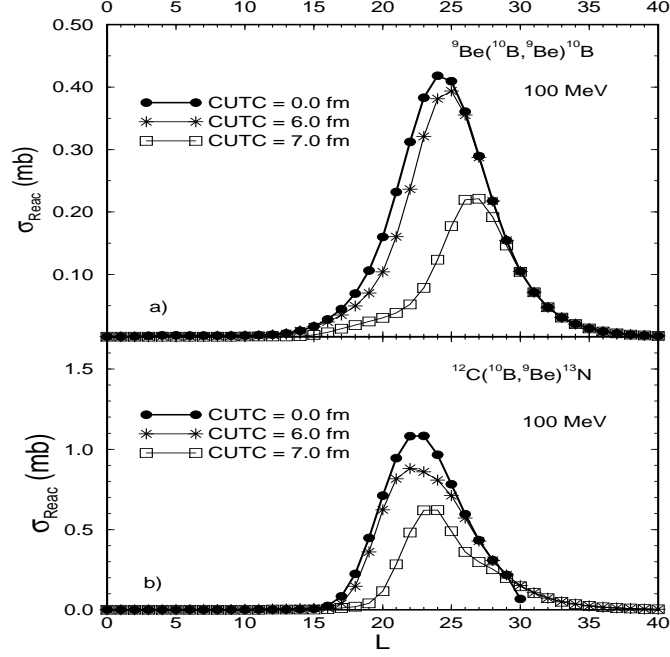 0 5 10 15 20 25 30 35 40
0.50
⁹Be(¹⁰B,⁹Be)¹⁰B
100 MeV
0.40
CUTC = 0.0 fm
CUTC = 6.0 fm
CUTC = 7.0 fm
0.30
σReac (mb)
0.20
0.10
a)
1.5
¹²C(¹⁰B,⁹Be)¹³N
100 MeV
CUTC = 0.0 fm
CUTC = 6.0 fm
CUTC = 7.0 fm
1.0
σReac (mb)
0.5
b)
0.0
0 5 10 15 20 25 30 35 40
L